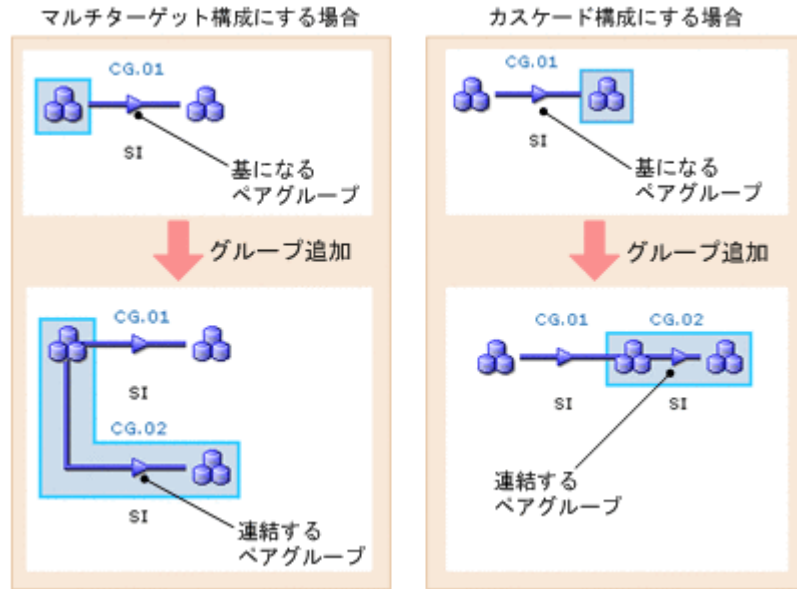 マルチターゲット構成にする場合
CG.01
SI
基になる
ペアグループ
グループ追加
CG.01
SI
CG.02
SI
連結する
ペアグループ
カスケード構成にする場合
CG.01
SI
基になる
ペアグループ
グループ追加
CG.01 CG.02
SI SI
連結する
ペアグループ